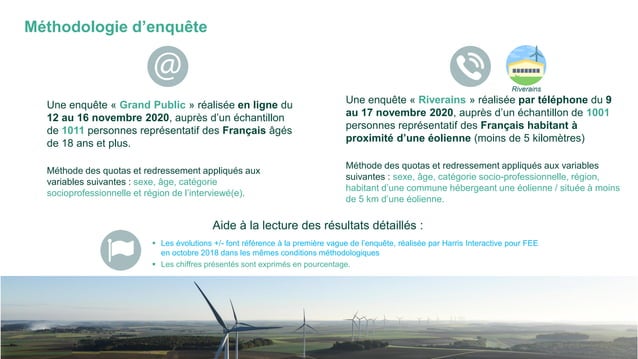 Méthodologie d’enquête
@
Une enquête « Grand Public » réalisée en ligne du
12 au 16 novembre 2020, auprès d’un échantillon
de 1011 personnes représentatif des Français âgés
de 18 ans et plus.
Méthode des quotas et redressement appliqués aux
variables suivantes : sexe, âge, catégorie
socioprofessionnelle et région de l’interviewé(e).
Riverains
Une enquête « Riverains » réalisée par téléphone du 9
au 17 novembre 2020, auprès d’un échantillon de 1001
personnes représentatif des Français habitant à
proximité d’une éolienne (moins de 5 kilomètres)
Méthode des quotas et redressement appliqués aux variables
suivantes : sexe, âge, catégorie socio-professionnelle, région,
habitant d’une commune hébergeant une éolienne / située à moins
de 5 km d’une éolienne.
Aide à la lecture des résultats détaillés :
▪ Les évolutions +/- font référence à la première vague de l’enquête, réalisée par Harris Interactive pour FEE
en octobre 2018 dans les mêmes conditions méthodologiques
▪ Les chiffres présentés sont exprimés en pourcentage.